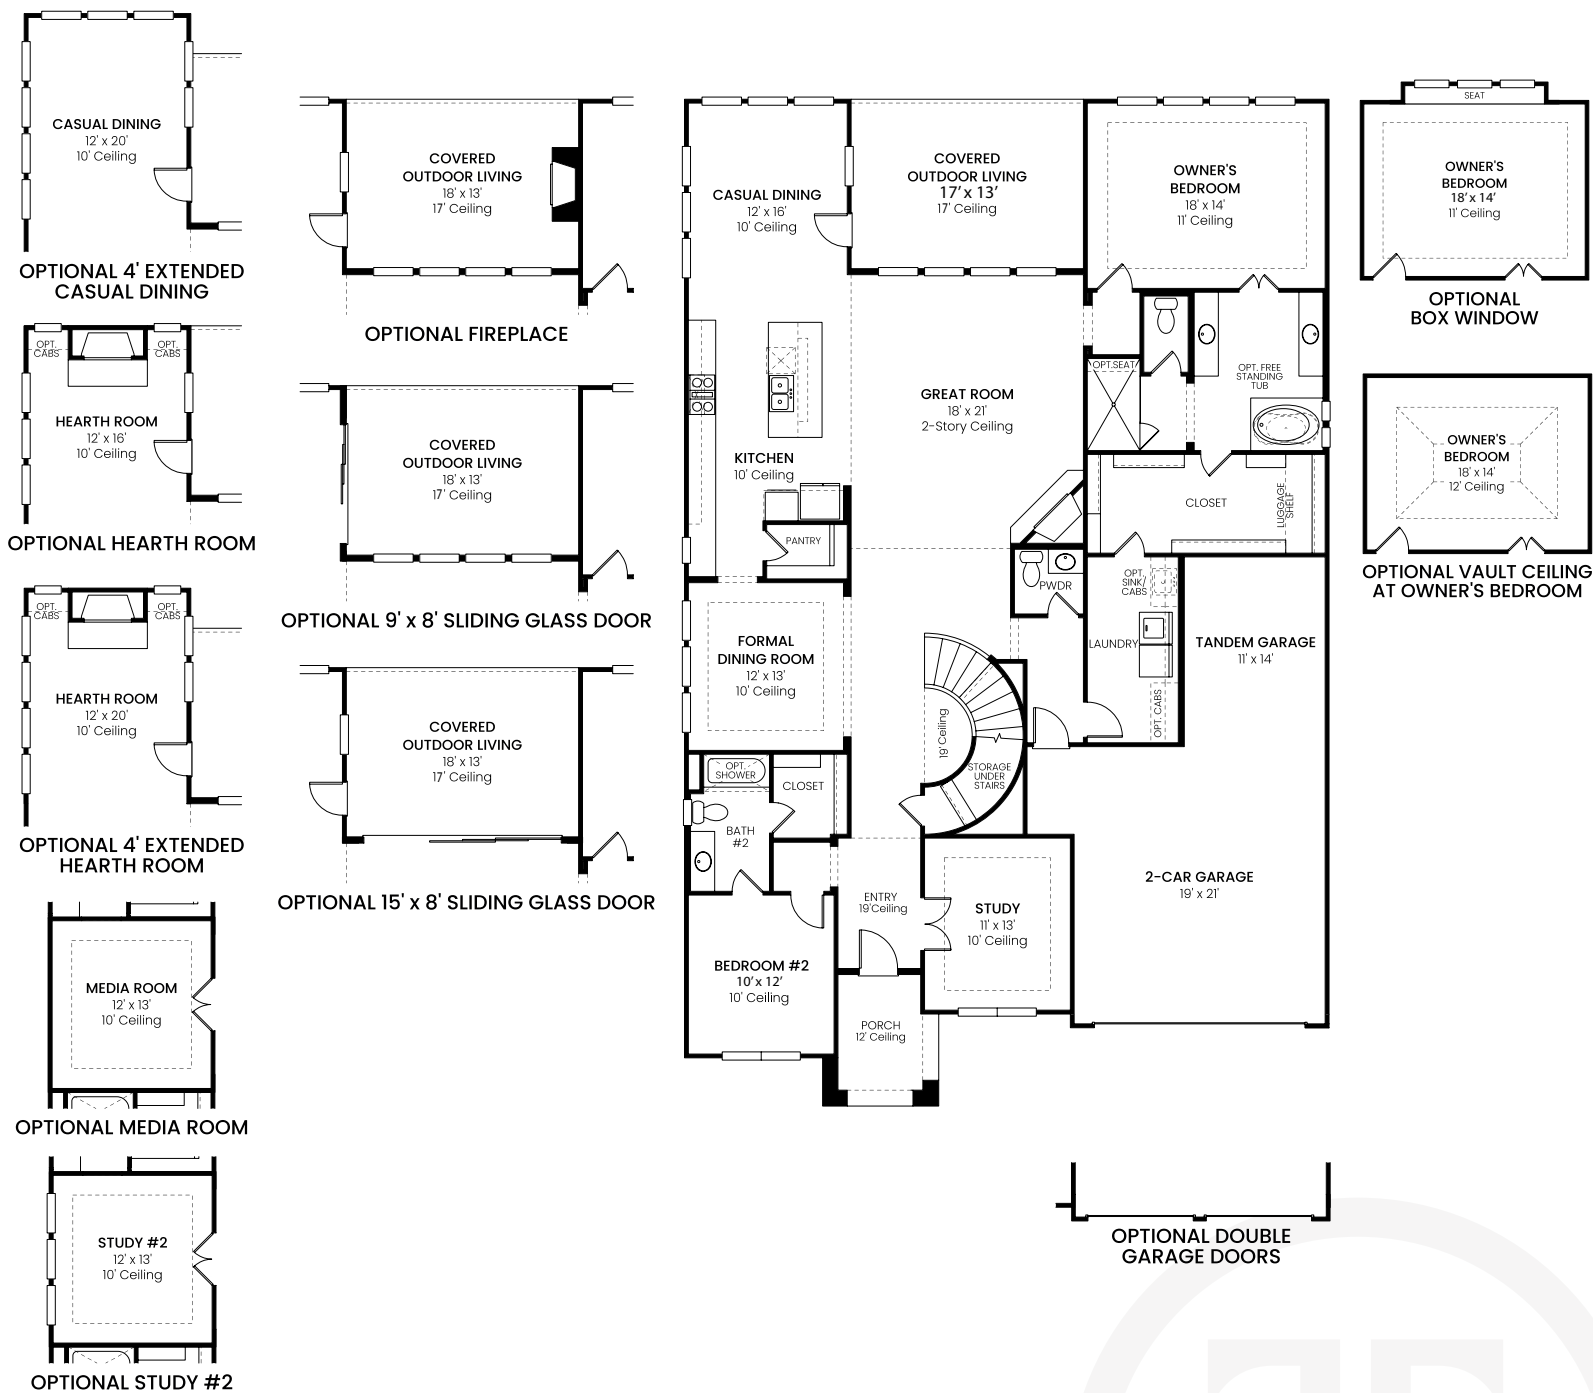 CASUAL DINING
12' x 20'
10' Ceiling
OPTIONAL 4' EXTENDED
CASUAL DINING
OPT.
CABS
OPT.
CABS
HEARTH ROOM
12' x 16'
10' Ceiling
OPTIONAL HEARTH ROOM
OPT.
CABS
OPT.
CABS
HEARTH ROOM
12' x 20'
10' Ceiling
OPTIONAL 4' EXTENDED
HEARTH ROOM
MEDIA ROOM
12' x 13'
10' Ceiling
OPTIONAL MEDIA ROOM
STUDY #2
12' x 13'
10' Ceiling
OPTIONAL STUDY #2
COVERED
OUTDOOR LIVING
18' x 13'
17' Ceiling
OPTIONAL FIREPLACE
COVERED
OUTDOOR LIVING
18' x 13'
17' Ceiling
OPTIONAL 9' x 8' SLIDING GLASS DOOR
COVERED
OUTDOOR LIVING
18' x 13'
17' Ceiling
OPTIONAL 15' x 8' SLIDING GLASS DOOR
CASUAL DINING
12' x 16'
10' Ceiling
COVERED
OUTDOOR LIVING
17' x 13'
17' Ceiling
OWNER'S
BEDROOM
18' x 14'
11' Ceiling
OPT.SEAT
OPT. FREE
STANDING
TUB
GREAT ROOM
18' x 21'
2-Story Ceiling
KITCHEN
10' Ceiling
CLOSET
LUGGAGE
SHELF
PANTRY
PWDR
OPT.
SINK/
CABS
LAUNDRY
OPT. CABS
TANDEM GARAGE
11' x 14'
FORMAL
DINING ROOM
12' x 13'
10' Ceiling
19' Ceiling
STORAGE
UNDER
STAIRS
OPT.
SHOWER
CLOSET
BATH
#2
2-CAR GARAGE
19' x 21'
ENTRY
19'Ceiling
STUDY
11' x 13'
10' Ceiling
BEDROOM #2
10' x 12'
10' Ceiling
PORCH
12' Ceiling
OPTIONAL DOUBLE
GARAGE DOORS
SEAT
OWNER'S
BEDROOM
18' x 14'
11' Ceiling
OPTIONAL
BOX WINDOW
OWNER'S
BEDROOM
18' x 14'
12' Ceiling
OPTIONAL VAULT CEILING
AT OWNER'S BEDROOM